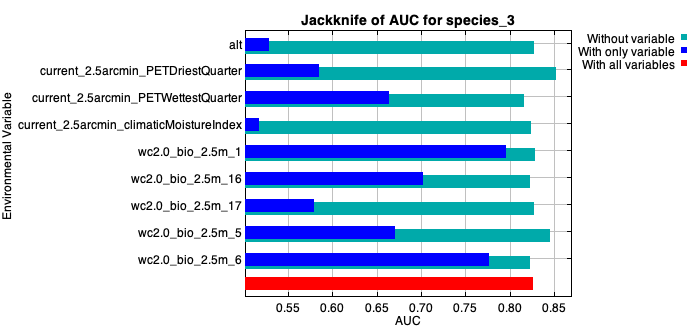 Jackknife of AUC for species_3
Environmental Variable
alt
current_2.5arcmin_PETDriestQuarter
current_2.5arcmin_PETWettestQuarter
current_2.5arcmin_climaticMoistureIndex
wc2.0_bio_2.5m_1
wc2.0_bio_2.5m_16
wc2.0_bio_2.5m_17
wc2.0_bio_2.5m_5
wc2.0_bio_2.5m_6
0.55 0.60 0.65 0.70 0.75 0.80 0.85
AUC
Without variable
With only variable
With all variables